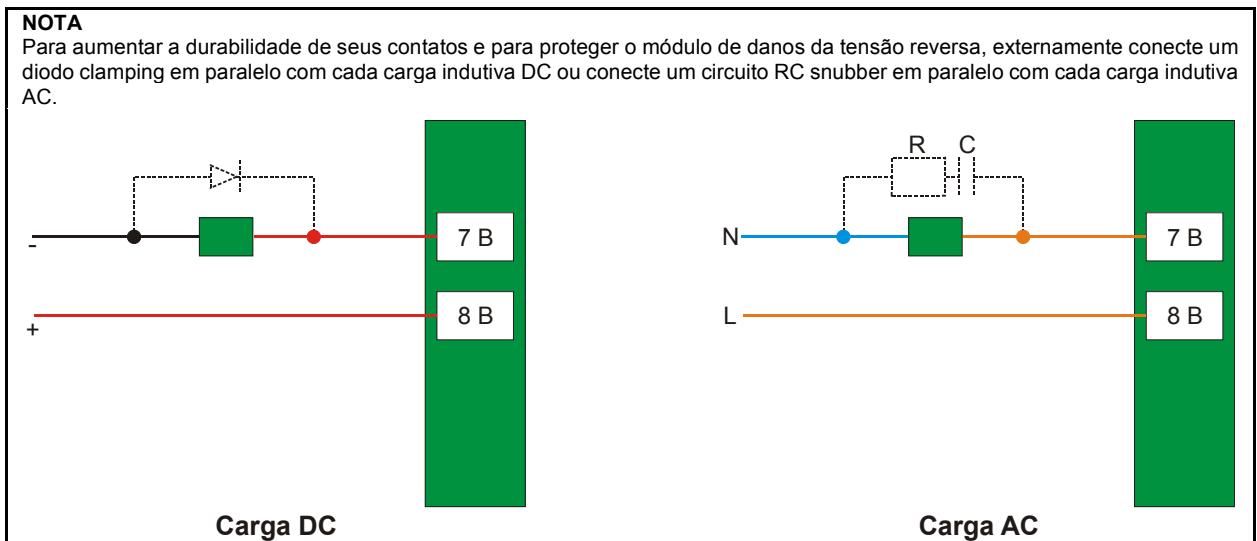 NOTA
Para aumentar a durabilidade de seus contatos e para proteger o módulo de danos da tensão reversa, externamente conecte um
diodo clamping em paralelo com cada carga indutiva DC ou conecte um circuito RC snubber em paralelo com cada carga indutiva
AC.
-
7 B
+
8 B
Carga DC
R C
N
7 B
L
8 B
Carga AC